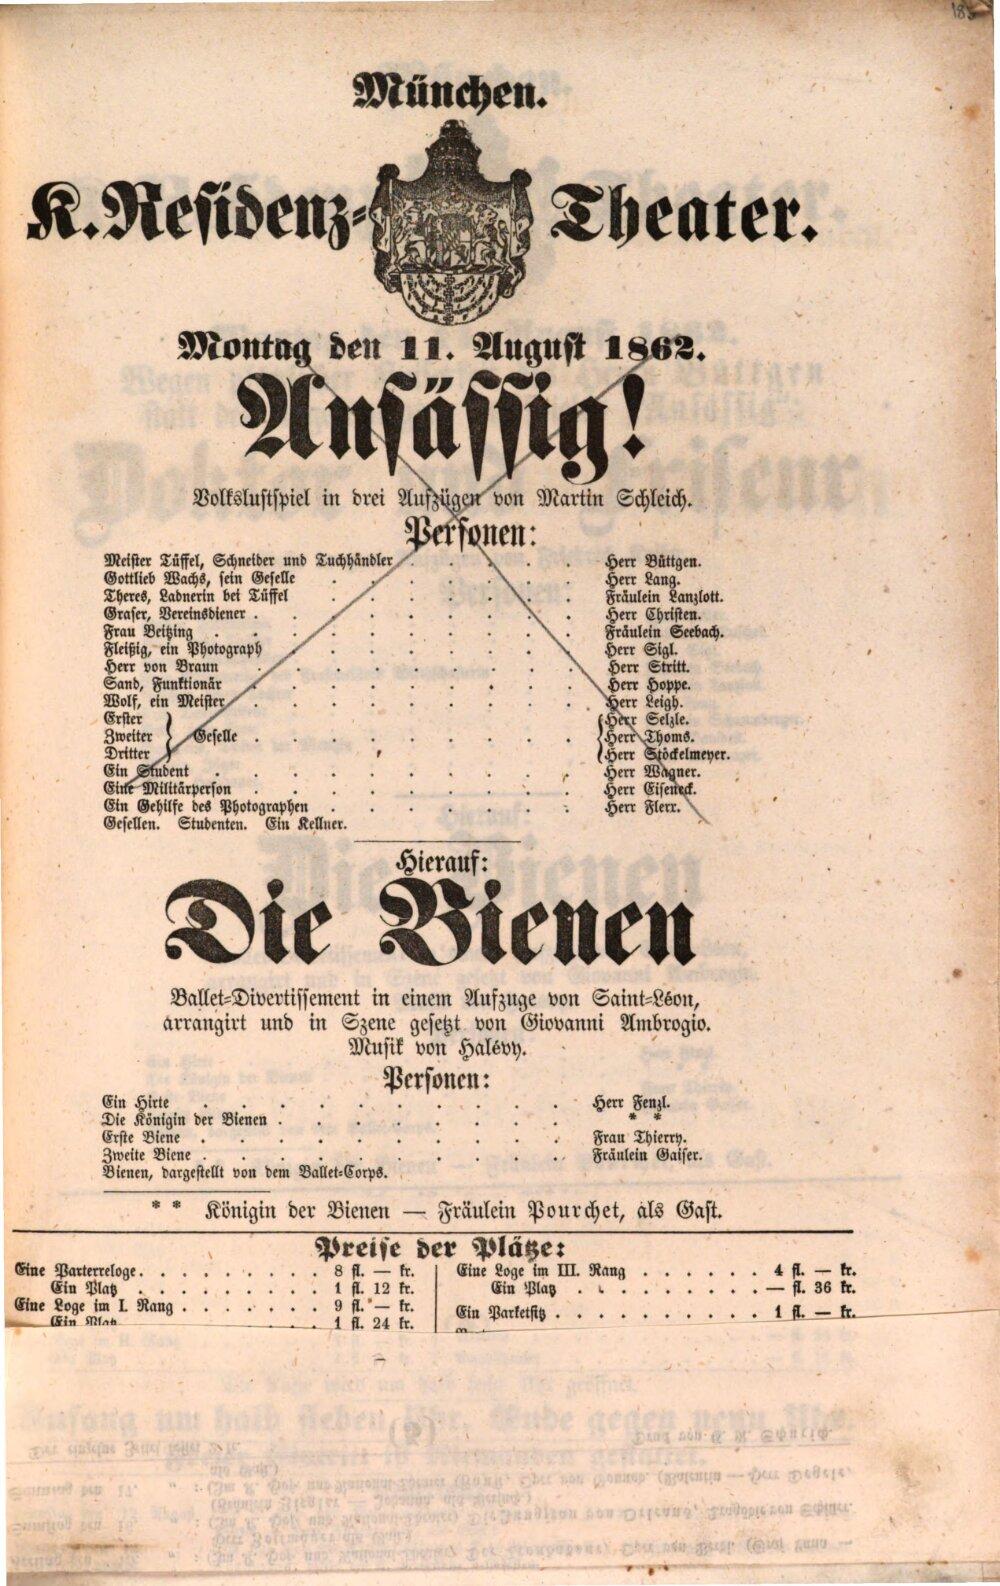 München.
K. Residenz-Theater.
Montag den 11. August 1862.
Ansässig!
Volkslustspiel in drei Aufzügen von Martin Schleich.
Personen:
Meister Tüffel, Schneider und Tuchhändler . . . . . Herr Büttgen.
Gottlieb Wachs, sein Geselle . . . . . . . Herr Lang.
Theres, Ladnerin bei Tüffel . . . . . . . Fräulein Lanzlott.
Graser, Vereinsdiener . . . . . . . . . Herr Christen.
Frau Beitzing . . . . . . . . . . Fräulein Seebach.
Fleißig, ein Photograph . . . . . . . . Herr Sigl.
Herr von Braun . . . . . . . . . Herr Stritt.
Sand, Funktionär . . . . . . . . . Herr Hoppe.
Wolf, ein Meister . . . . . . . . . Herr Leigh.
Erster } Geselle { Herr Selzle.
Zweiter } Geselle . . . . . . . . . { Herr Thoms.
Dritter } { Herr Stöckelmeyer.
Ein Student . . . . . . . . . . Herr Wagner.
Eine Militärperson . . . . . . . . . Herr Eiseneck.
Ein Gehilfe des Photographen . . . . . . . Herr Flerx.
Gesellen. Studenten. Ein Kellner.
Hierauf:
Die Bienen
Ballet-Divertissement in einem Aufzuge von Saint-Léon,
arrangirt und in Szene gesetzt von Giovanni Ambrogio.
Musik von Halévy.
Personen:
Ein Hirte . . . . . . . . . . Herr Fenzl.
Die Königin der Bienen . . . . . . . . * *
Erste Biene . . . . . . . . . . Frau Thierry.
Zweite Biene . . . . . . . . . . Fräulein Gaiser.
Bienen, dargestellt von dem Ballet-Corps.
* * Königin der Bienen — Fräulein Pourchet, als Gast.
Preise der Plätze:
Eine Parterreloge . . . . . . . . 8 fl. — kr.
Ein Platz . . . . . . . . 1 fl. 12 kr.
Eine Loge im I. Rang . . . . . . . 9 fl. — kr.
Ein Platz . . . . . . . . 1 fl. 24 kr.
Eine Loge im III. Rang . . . . . . 4 fl. — kr.
Ein Platz . . . . . . . . — fl. 36 kr.
Ein Parketsitz . . . . . . . . . . 1 fl. — kr.